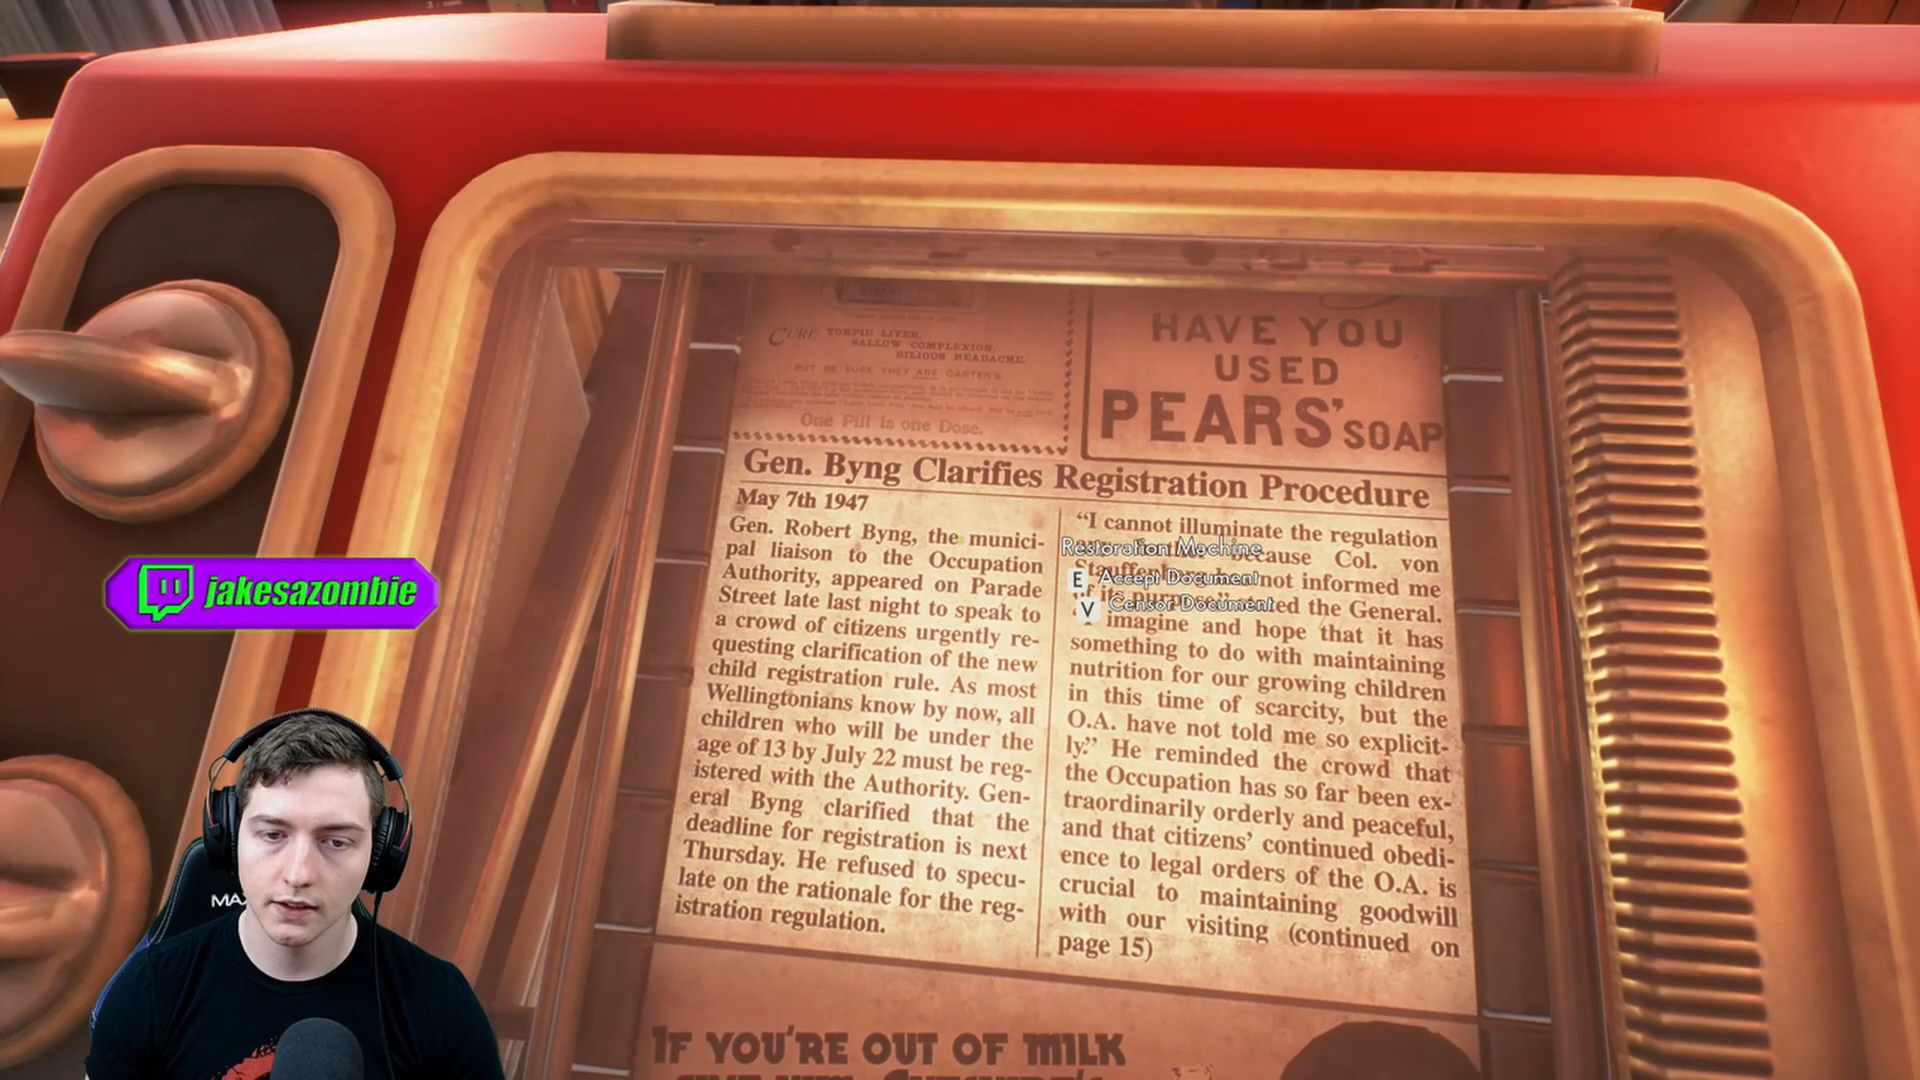 CURE TORPID LIVER,
SALLOW COMPLEXION,
BILIOUS HEADACHE.
BUT BE SURE THEY ARE CARTER'S
One Pill is one Dose.
HAVE YOU
USED
PEARS' SOAP
Gen. Byng Clarifies Registration Procedure
May 7th 1947
Gen. Robert Byng, the munici-
pal liaison to the Occupation
Authority, appeared on Parade
Street late last night to speak to
a crowd of citizens urgently re-
questing clarification of the new
child registration rule. As most
Wellingtonians know by now, all
children who will be under the
age of 13 by July 22 must be reg-
istered with the Authority. Gen-
eral Byng clarified that the
deadline for registration is next
Thursday. He refused to specu-
late on the rationale for the reg-
istration regulation.
"I cannot illuminate the regulation
because Col. von
not informed me
the General.
imagine and hope that it has
something to do with maintaining
nutrition for our growing children
in this time of scarcity, but the
O.A. have not told me so explicit-
ly." He reminded the crowd that
the Occupation has so far been ex-
traordinarily orderly and peaceful,
and that citizens' continued obedi-
ence to legal orders of the O.A. is
crucial to maintaining goodwill
with our visiting (continued on
page 15)
Restoration Machine
E Accept Document
V Censor Document
IF YOU'RE OUT OF MILK
jakesazombie
MAX